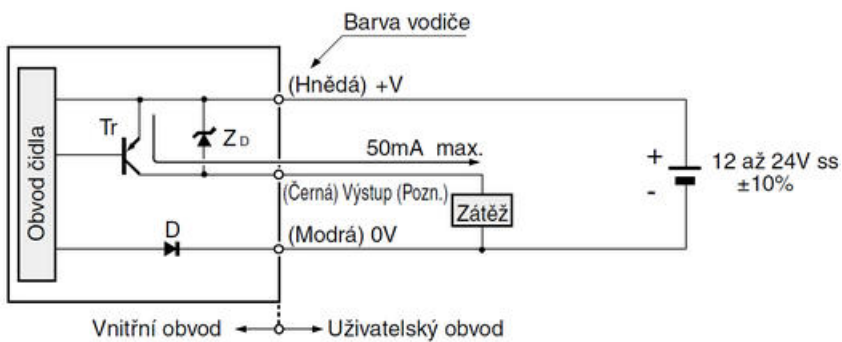 Barva vodiče
(Hnědá) +V
Tr
ZD
50mA max.
Obvod čidla
(Černá) Výstup (Pozn.)
Zátěž
+
-
12 až 24V ss
±10%
D
(Modrá) 0V
Vnitřní obvod
Uživatelský obvod